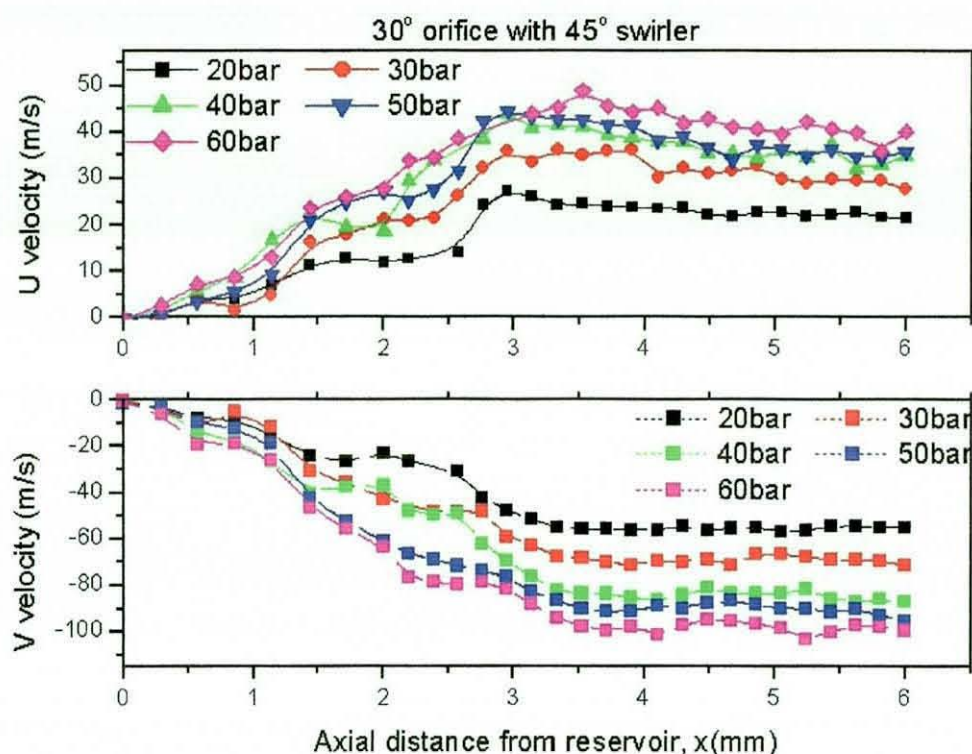 30° orifice with 45° swirler
20bar 30bar
40bar 50bar
60bar
U velocity (m/s)
50
40
30
20
10
0
0 1 2 3 4 5 6
V velocity (m/s)
0
-20
-40
-60
-80
-100
20bar 30bar
40bar 50bar
60bar
0 1 2 3 4 5 6
Axial distance from reservoir, x(mm)